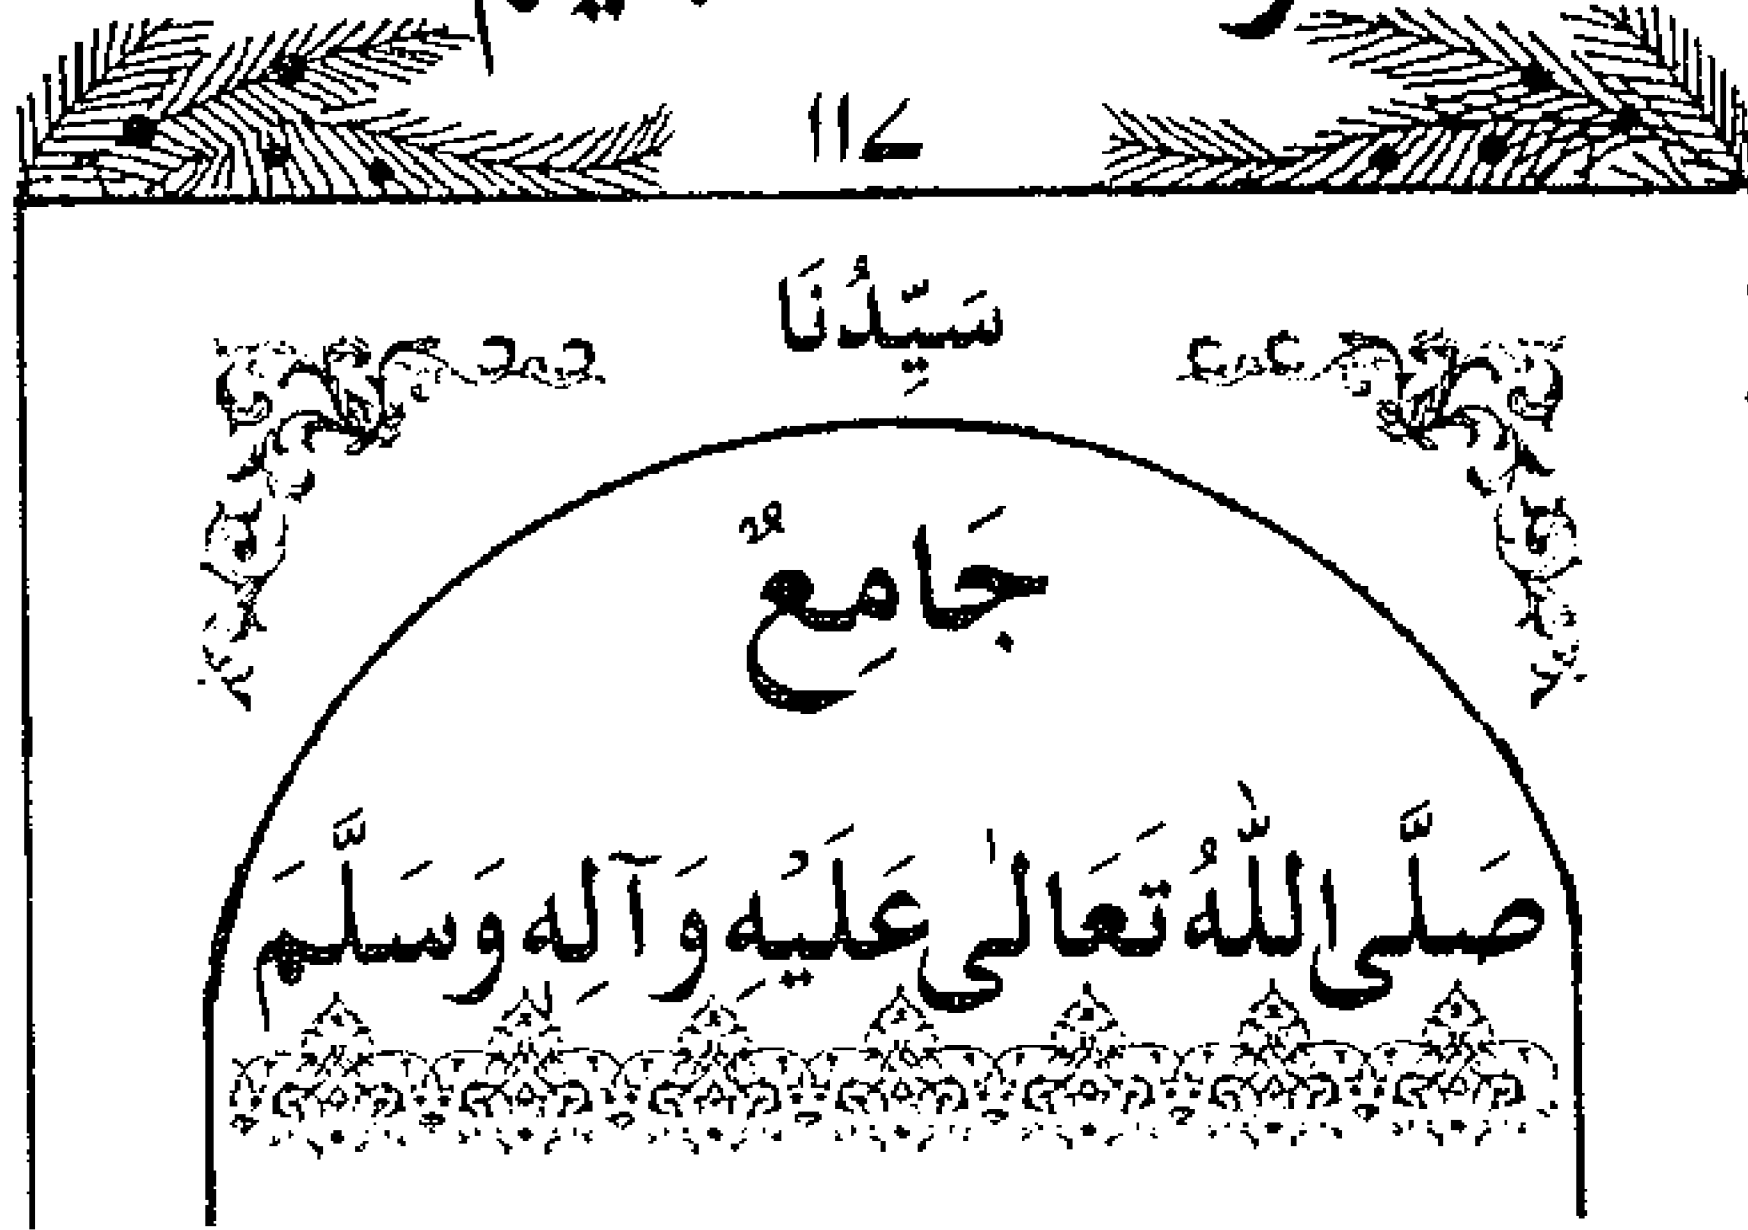 ۱۱۷
سَیِّدُنَا
جَامِعٌ
صَلَّی اللّٰهُ تَعَالٰی عَلَیْهِ وَآلِهٖ وَسَلَّمَ